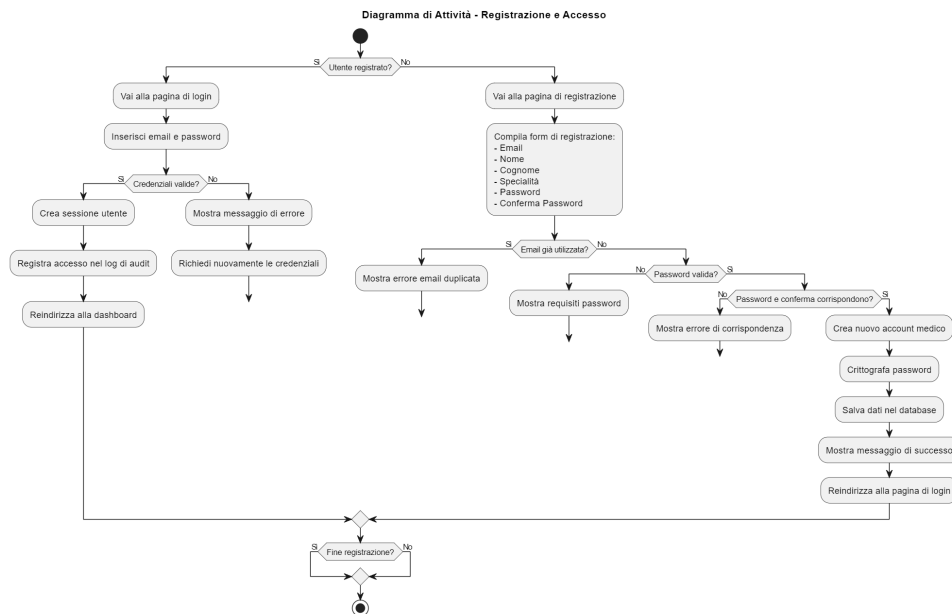 Diagramma di Attività - Registrazione e Accesso
Sì
Utente registrato?
No
Vai alla pagina di login
Vai alla pagina di registrazione
Inserisci email e password
Compila form di registrazione:
- Email
- Nome
- Cognome
- Specialità
- Password
- Conferma Password
Sì
Credenziali valide?
No
Crea sessione utente
Mostra messaggio di errore
Registra accesso nel log di audit
Richiedi nuovamente le credenziali
Reindirizza alla dashboard
Sì
Email già utilizzata?
No
Mostra errore email duplicata
No
Password valida?
Sì
Mostra requisiti password
No
Password e conferma corrispondono?
Sì
Mostra errore di corrispondenza
Crea nuovo account medico
Crittografa password
Salva dati nel database
Mostra messaggio di successo
Reindirizza alla pagina di login
Sì
Fine registrazione?
No